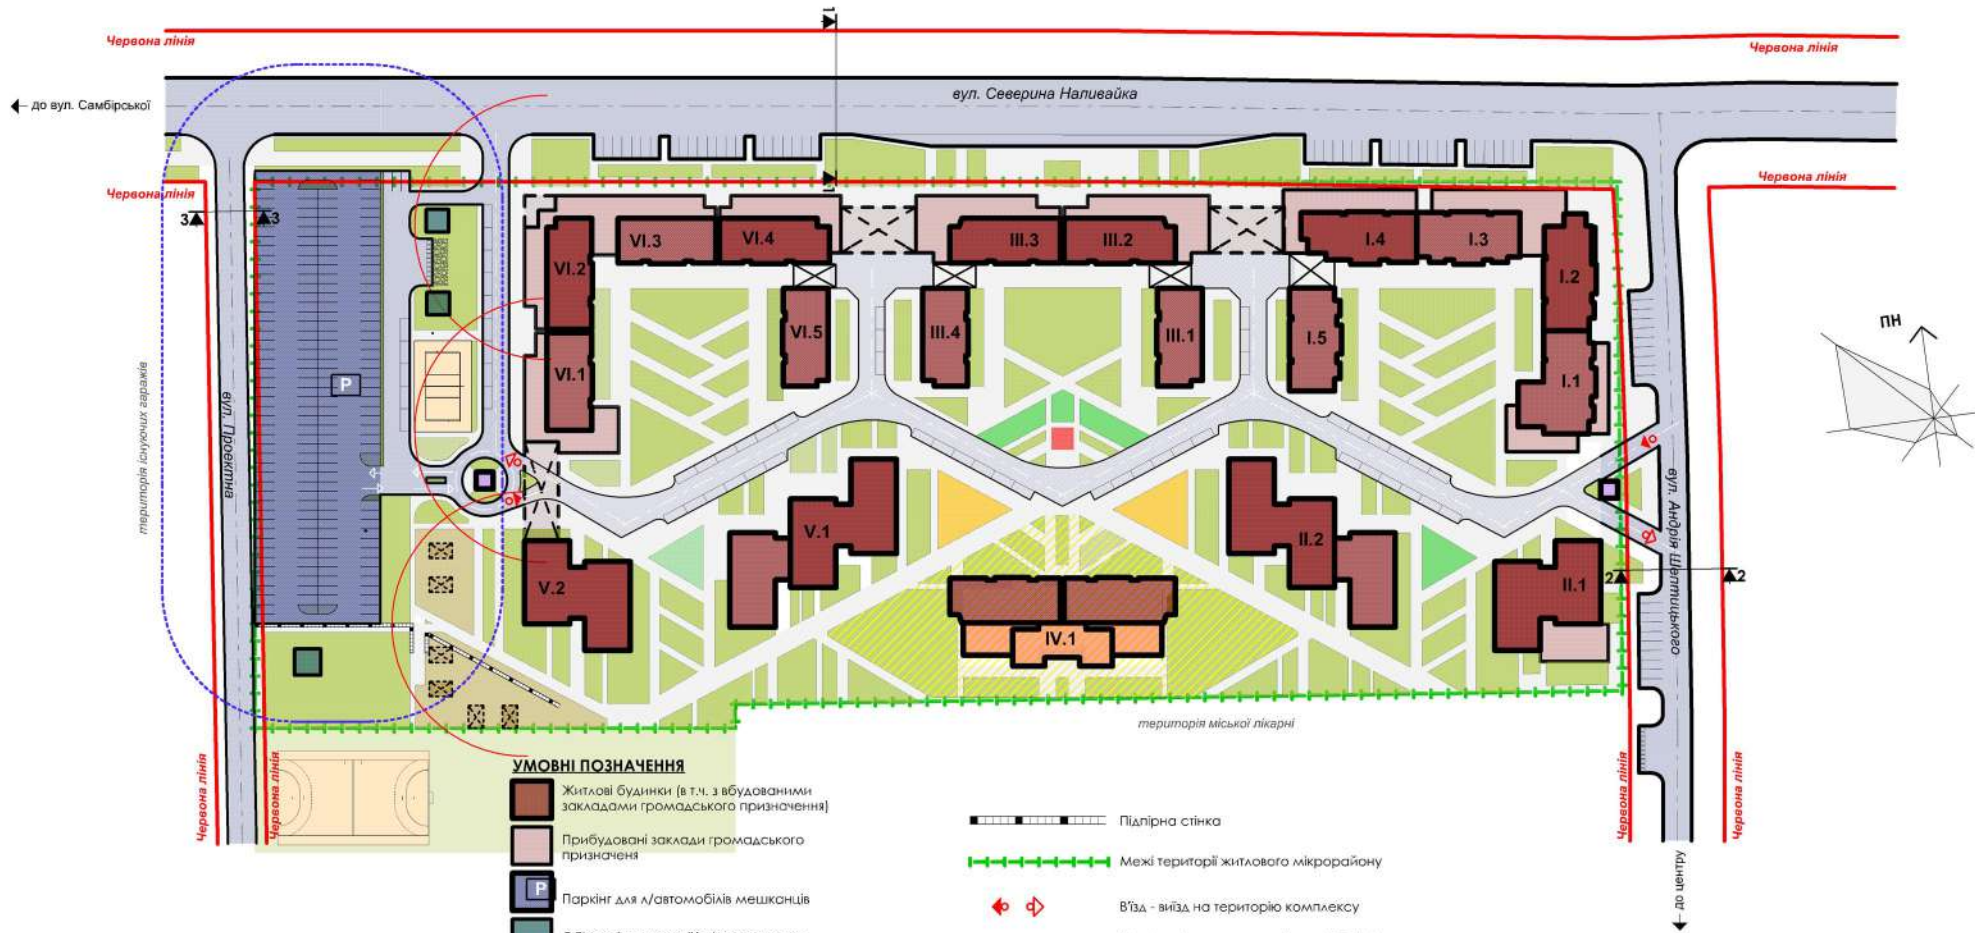 1
Червона лінія
Червона лінія
← до вул. Самбірської
вул. Северина Наливайка
1
Червона лінія
Червона лінія
3
3
VI.3
VI.4
III.3
III.2
I.4
I.3
VI.2
I.2
ПН
VI.5
III.4
III.1
I.5
VI.1
I.1
P
територія існуючих гаражів
вул. Проектна
вул. Андрія Шептицького
V.1
II.2
V.2
II.1
2
2
IV.1
територія міської лікарні
Червона лінія
Червона лінія
Червона лінія
Червона лінія
УМОВНІ ПОЗНАЧЕННЯ
Житлові будинки (в т.ч. з вбудованими
закладами громадського призначення)
Прибудовані заклади громадського
призначеня
P
Паркінг для л/автомобілів мешканців
Підпірна стінка
Межі території житлового мікрорайону
В'їзд - виїзд на територію комплексу
← до центру